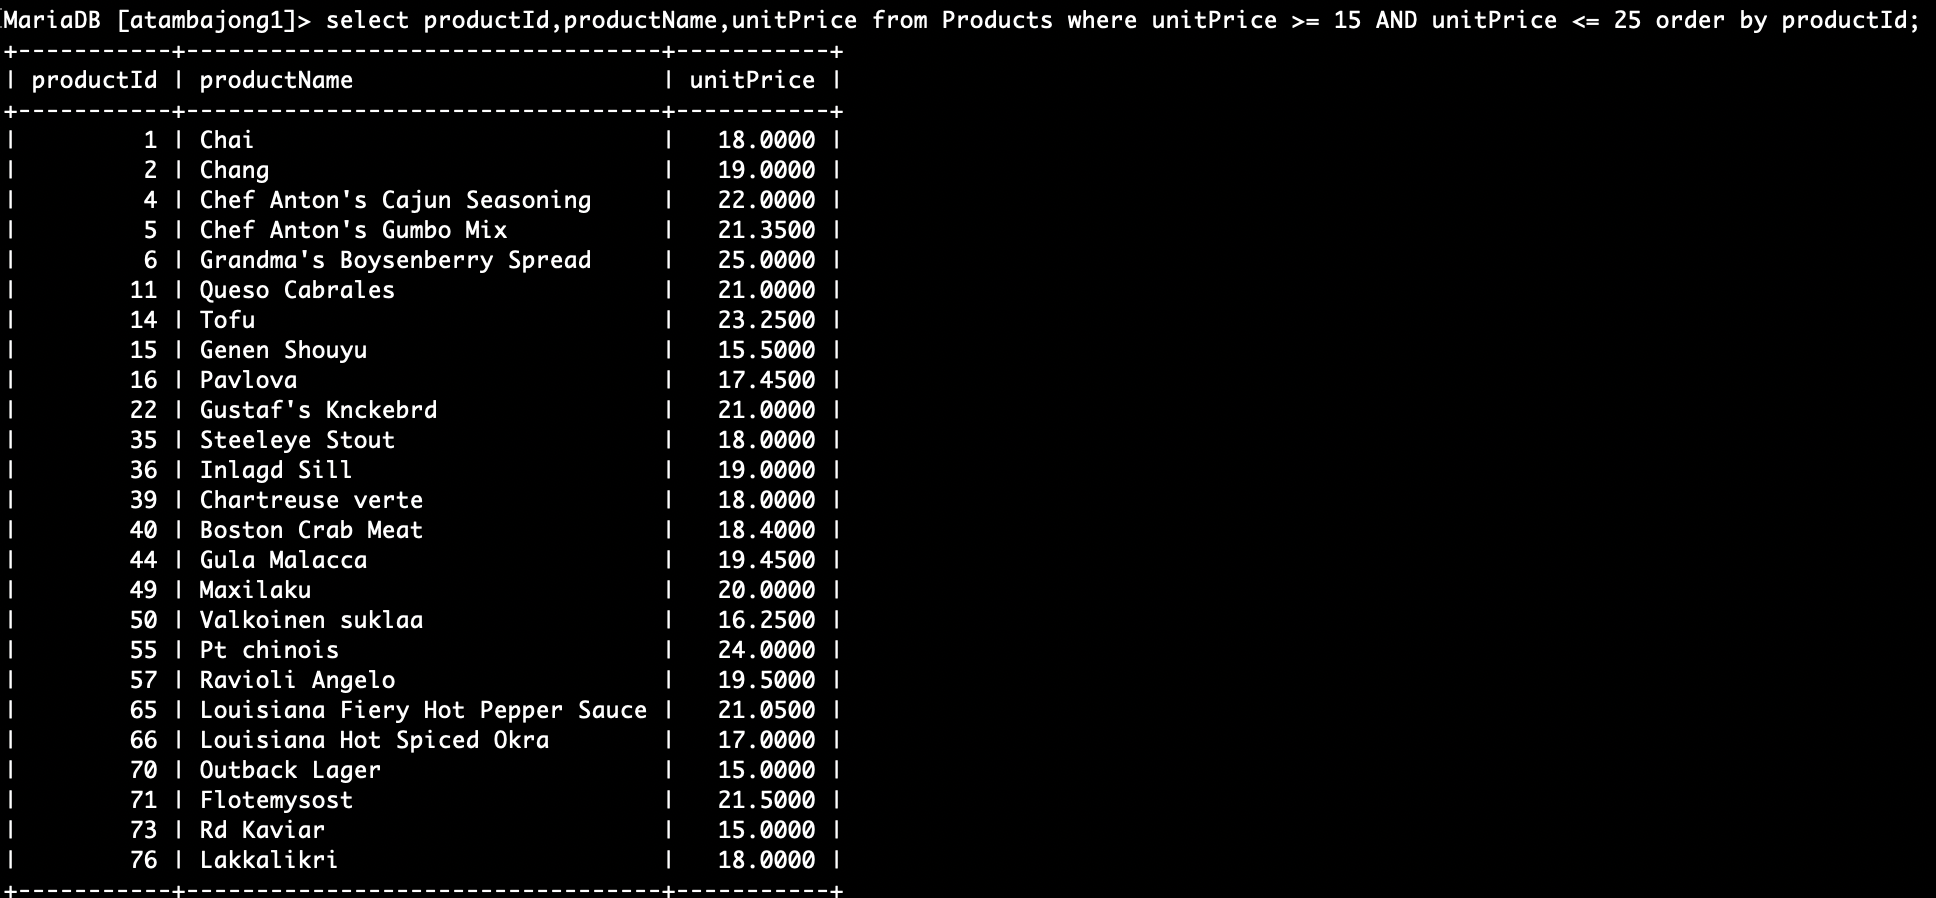 MariaDB [atambajong1]> select productId,productName,unitPrice from Products where unitPrice >= 15 AND unitPrice <= 25 order by productId;
+-----------+----------------------------------+-----------+
| productId | productName                      | unitPrice |
+-----------+----------------------------------+-----------+
|         1 | Chai                             |   18.0000 |
|         2 | Chang                            |   19.0000 |
|         4 | Chef Anton's Cajun Seasoning     |   22.0000 |
|         5 | Chef Anton's Gumbo Mix           |   21.3500 |
|         6 | Grandma's Boysenberry Spread     |   25.0000 |
|        11 | Queso Cabrales                   |   21.0000 |
|        14 | Tofu                             |   23.2500 |
|        15 | Genen Shouyu                     |   15.5000 |
|        16 | Pavlova                          |   17.4500 |
|        22 | Gustaf's Knckebrd                |   21.0000 |
|        35 | Steeleye Stout                   |   18.0000 |
|        36 | Inlagd Sill                      |   19.0000 |
|        39 | Chartreuse verte                 |   18.0000 |
|        40 | Boston Crab Meat                 |   18.4000 |
|        44 | Gula Malacca                     |   19.4500 |
|        49 | Maxilaku                         |   20.0000 |
|        50 | Valkoinen suklaa                 |   16.2500 |
|        55 | Pt chinois                       |   24.0000 |
|        57 | Ravioli Angelo                   |   19.5000 |
|        65 | Louisiana Fiery Hot Pepper Sauce |   21.0500 |
|        66 | Louisiana Hot Spiced Okra        |   17.0000 |
|        70 | Outback Lager                    |   15.0000 |
|        71 | Flotemysost                      |   21.5000 |
|        73 | Rd Kaviar                        |   15.0000 |
|        76 | Lakkalikri                       |   18.0000 |
+-----------+----------------------------------+-----------+